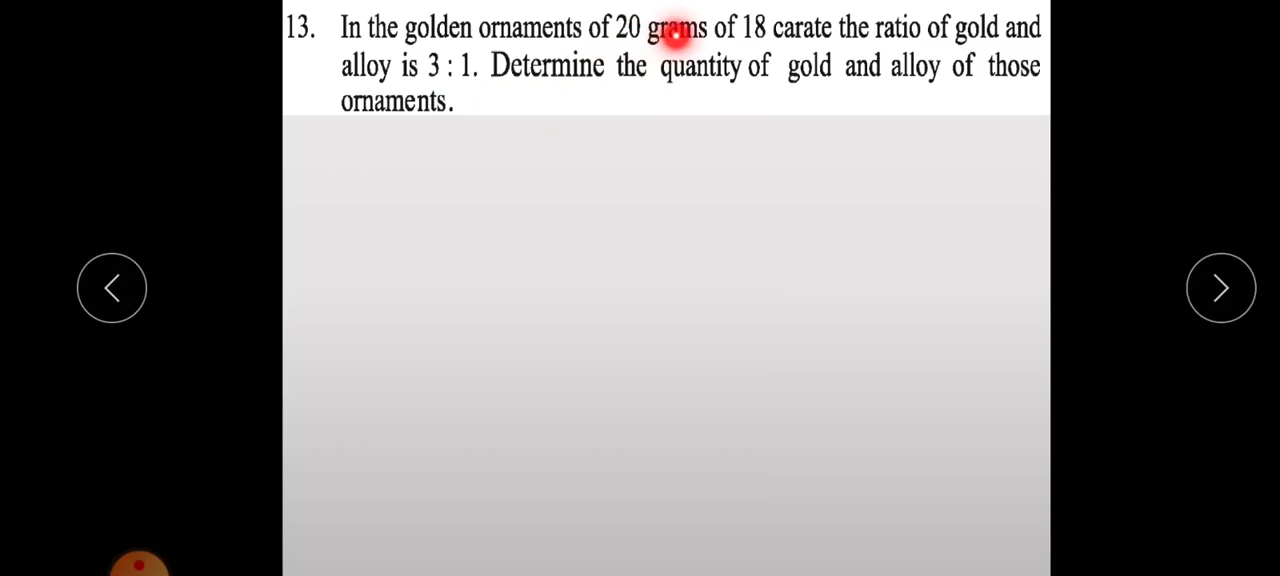 13. In the golden ornaments of 20 grams of 18 carate the ratio of gold and
alloy is 3 : 1. Determine the quantity of gold and alloy of those
ornaments.